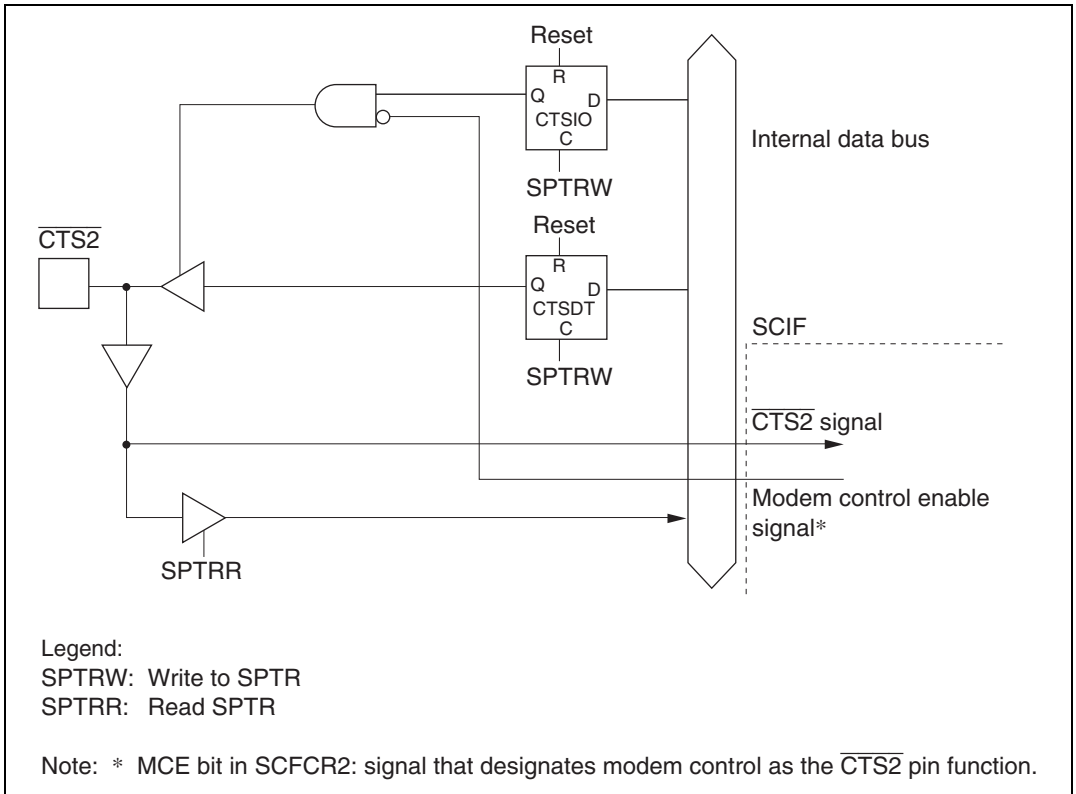 Reset
R
Q
D
CTSIO
C
SPTRW
Internal data bus
Reset
R
Q
D
CTSDT
C
SPTRW
CTS2
SCIF
CTS2 signal
Modem control enable
signal*
SPTRR
Legend:
SPTRW: Write to SPTR
SPTRR: Read SPTR
Note: * MCE bit in SCFCR2: signal that designates modem control as the CTS2 pin function.